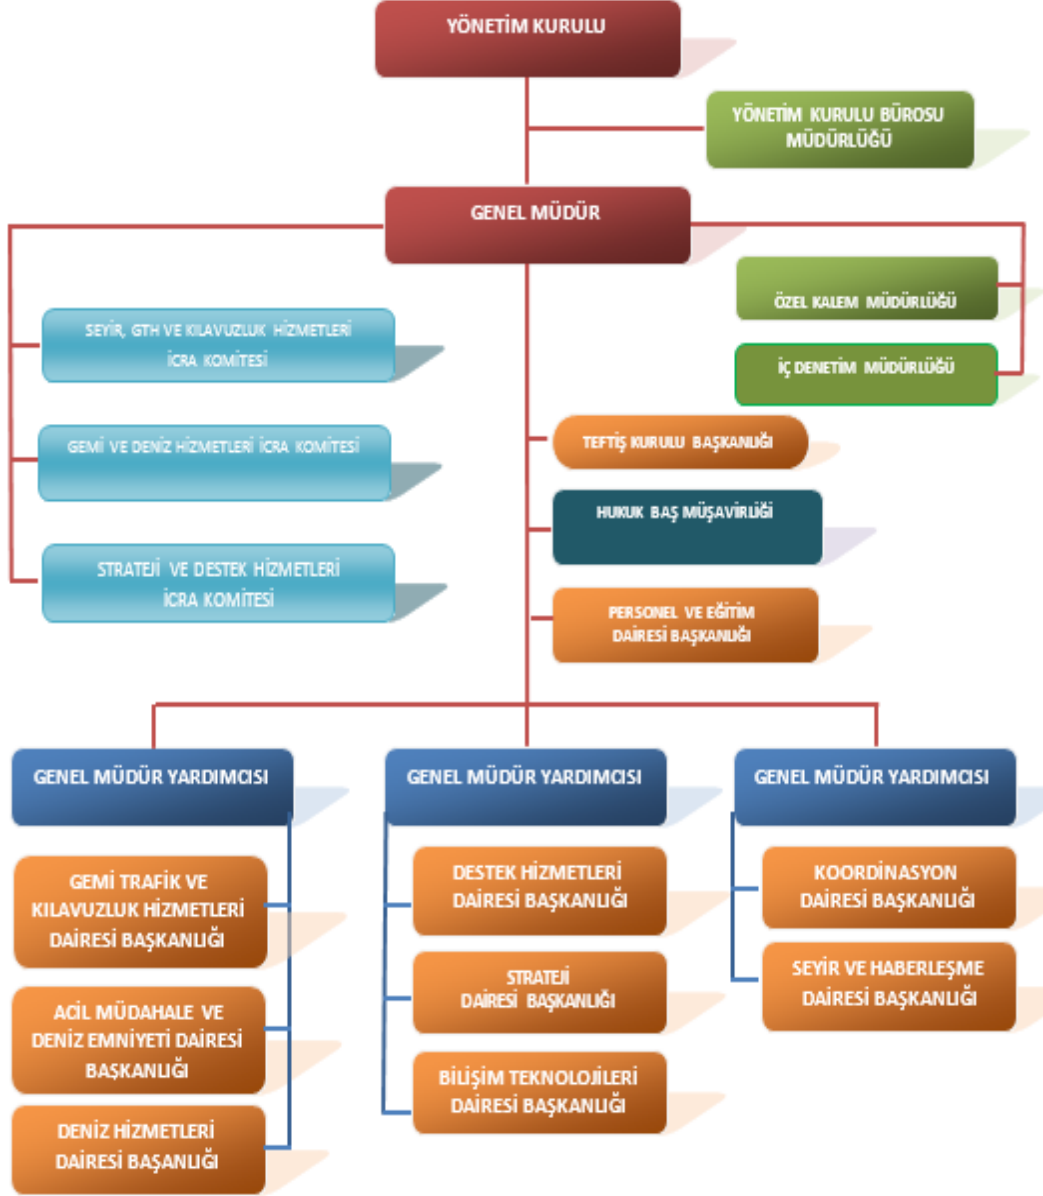 YÖNETİM KURULU
YÖNETİM KURULU BÜROSU
MÜDÜRLÜĞÜ
GENEL MÜDÜR
ÖZEL KALEM MÜDÜRLÜĞÜ
İÇ DENETİM MÜDÜRLÜĞÜ
SEYİR, GTH VE KILAVUZLUK HİZMETLERİ
İCRA KOMİTESİ
GEMİ VE DENİZ HİZMETLERİ İCRA KOMİTESİ
STRATEJİ VE DESTEK HİZMETLERİ
İCRA KOMİTESİ
TEFTİŞ KURULU BAŞKANLIĞI
HUKUK BAŞ MÜŞAVİRLİĞİ
PERSONEL VE EĞİTİM
DAİRESİ BAŞKANLIĞI
GENEL MÜDÜR YARDIMCISI
GEMİ TRAFİK VE
KILAVUZLUK HİZMETLERİ
DAİRESİ BAŞKANLIĞI
ACİL MÜDAHALE VE
DENİZ EMNİYETİ DAİRESİ
BAŞKANLIĞI
DENİZ HİZMETLERİ
DAİRESİ BAŞANLIĞI
GENEL MÜDÜR YARDIMCISI
DESTEK HİZMETLERİ
DAİRESİ BAŞKANLIĞI
STRATEJİ
DAİRESİ BAŞKANLIĞI
BİLİŞİM TEKNOLOJİLERİ
DAİRESİ BAŞKANLIĞI
GENEL MÜDÜR YARDIMCISI
KOORDİNASYON
DAİRESİ BAŞKANLIĞI
SEYİR VE HABERLEŞME
DAİRESİ BAŞKANLIĞI